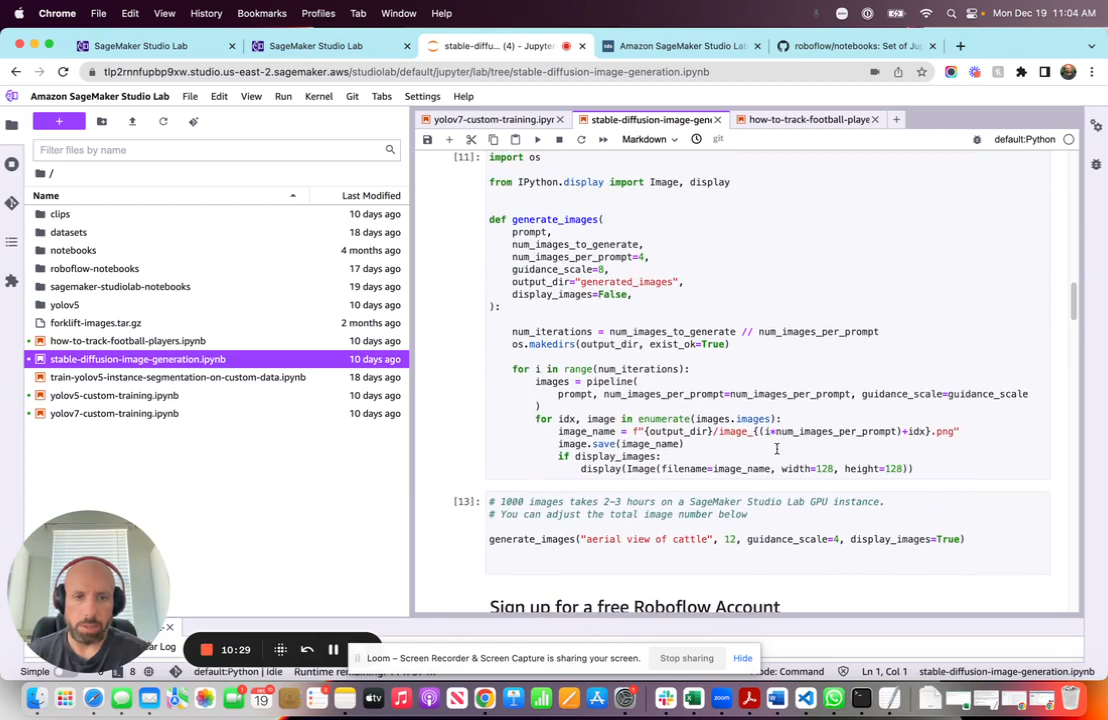 Chrome File Edit View History Bookmarks Profiles Tab Window Help Mon Dec 19 11:04 AM
SageMaker Studio Lab SageMaker Studio Lab stable-diffu... (4) - Jupyter Amazon SageMaker Studio Lab roboflow/notebooks: Set of Ju
tlp2rnnfupbp9xw.studio.us-east-2.sagemaker.aws/studiolab/default/jupyter/lab/tree/stable-diffusion-image-generation.ipynb
Amazon SageMaker Studio Lab File Edit View Run Kernel Git Tabs Settings Help
yolov7-custom-training.ipyr stable-diffusion-image-gene how-to-track-football-playe
Markdown git default:Python
Filter files by name
/
Name Last Modified
clips 10 days ago
datasets 10 days ago
notebooks 4 months ago
roboflow-notebooks 17 days ago
sagemaker-studiolab-notebooks 19 days ago
yolov5 10 days ago
forklift-images.tar.gz 2 months ago
how-to-track-football-players.ipynb 10 days ago
stable-diffusion-image-generation.ipynb 10 days ago
train-yolov5-instance-segmentation-on-custom-data.ipynb 18 days ago
yolov5-custom-training.ipynb 10 days ago
yolov7-custom-training.ipynb 10 days ago
[11]: import os
from IPython.display import Image, display
def generate_images(
prompt,
num_images_to_generate,
num_images_per_prompt=4,
guidance_scale=8,
output_dir="generated_images",
display_images=False,
):
num_iterations = num_images_to_generate // num_images_per_prompt
os.makedirs(output_dir, exist_ok=True)
for i in range(num_iterations):
images = pipeline(
prompt, num_images_per_prompt=num_images_per_prompt, guidance_scale=guidance_scale
)
for idx, image in enumerate(images.images):
image_name = f"{output_dir}/image_{(i*num_images_per_prompt)+idx}.png"
image.save(image_name)
if display_images:
display(Image(filename=image_name, width=128, height=128))
[13]: # 1000 images takes 2-3 hours on a SageMaker Studio Lab GPU instance.
# You can adjust the total image number below
generate_images("aerial view of cattle", 12, guidance_scale=4, display_images=True)
Sign up for a free Roboflow Account
ar Log
10:29
Loom – Screen Recorder & Screen Capture is sharing your screen. Stop sharing Hide
Simple 8 default:Python | Idle Runtime remaining Mode: Command Ln 1, Col 1 stable-diffusion-image-generation.ipynb